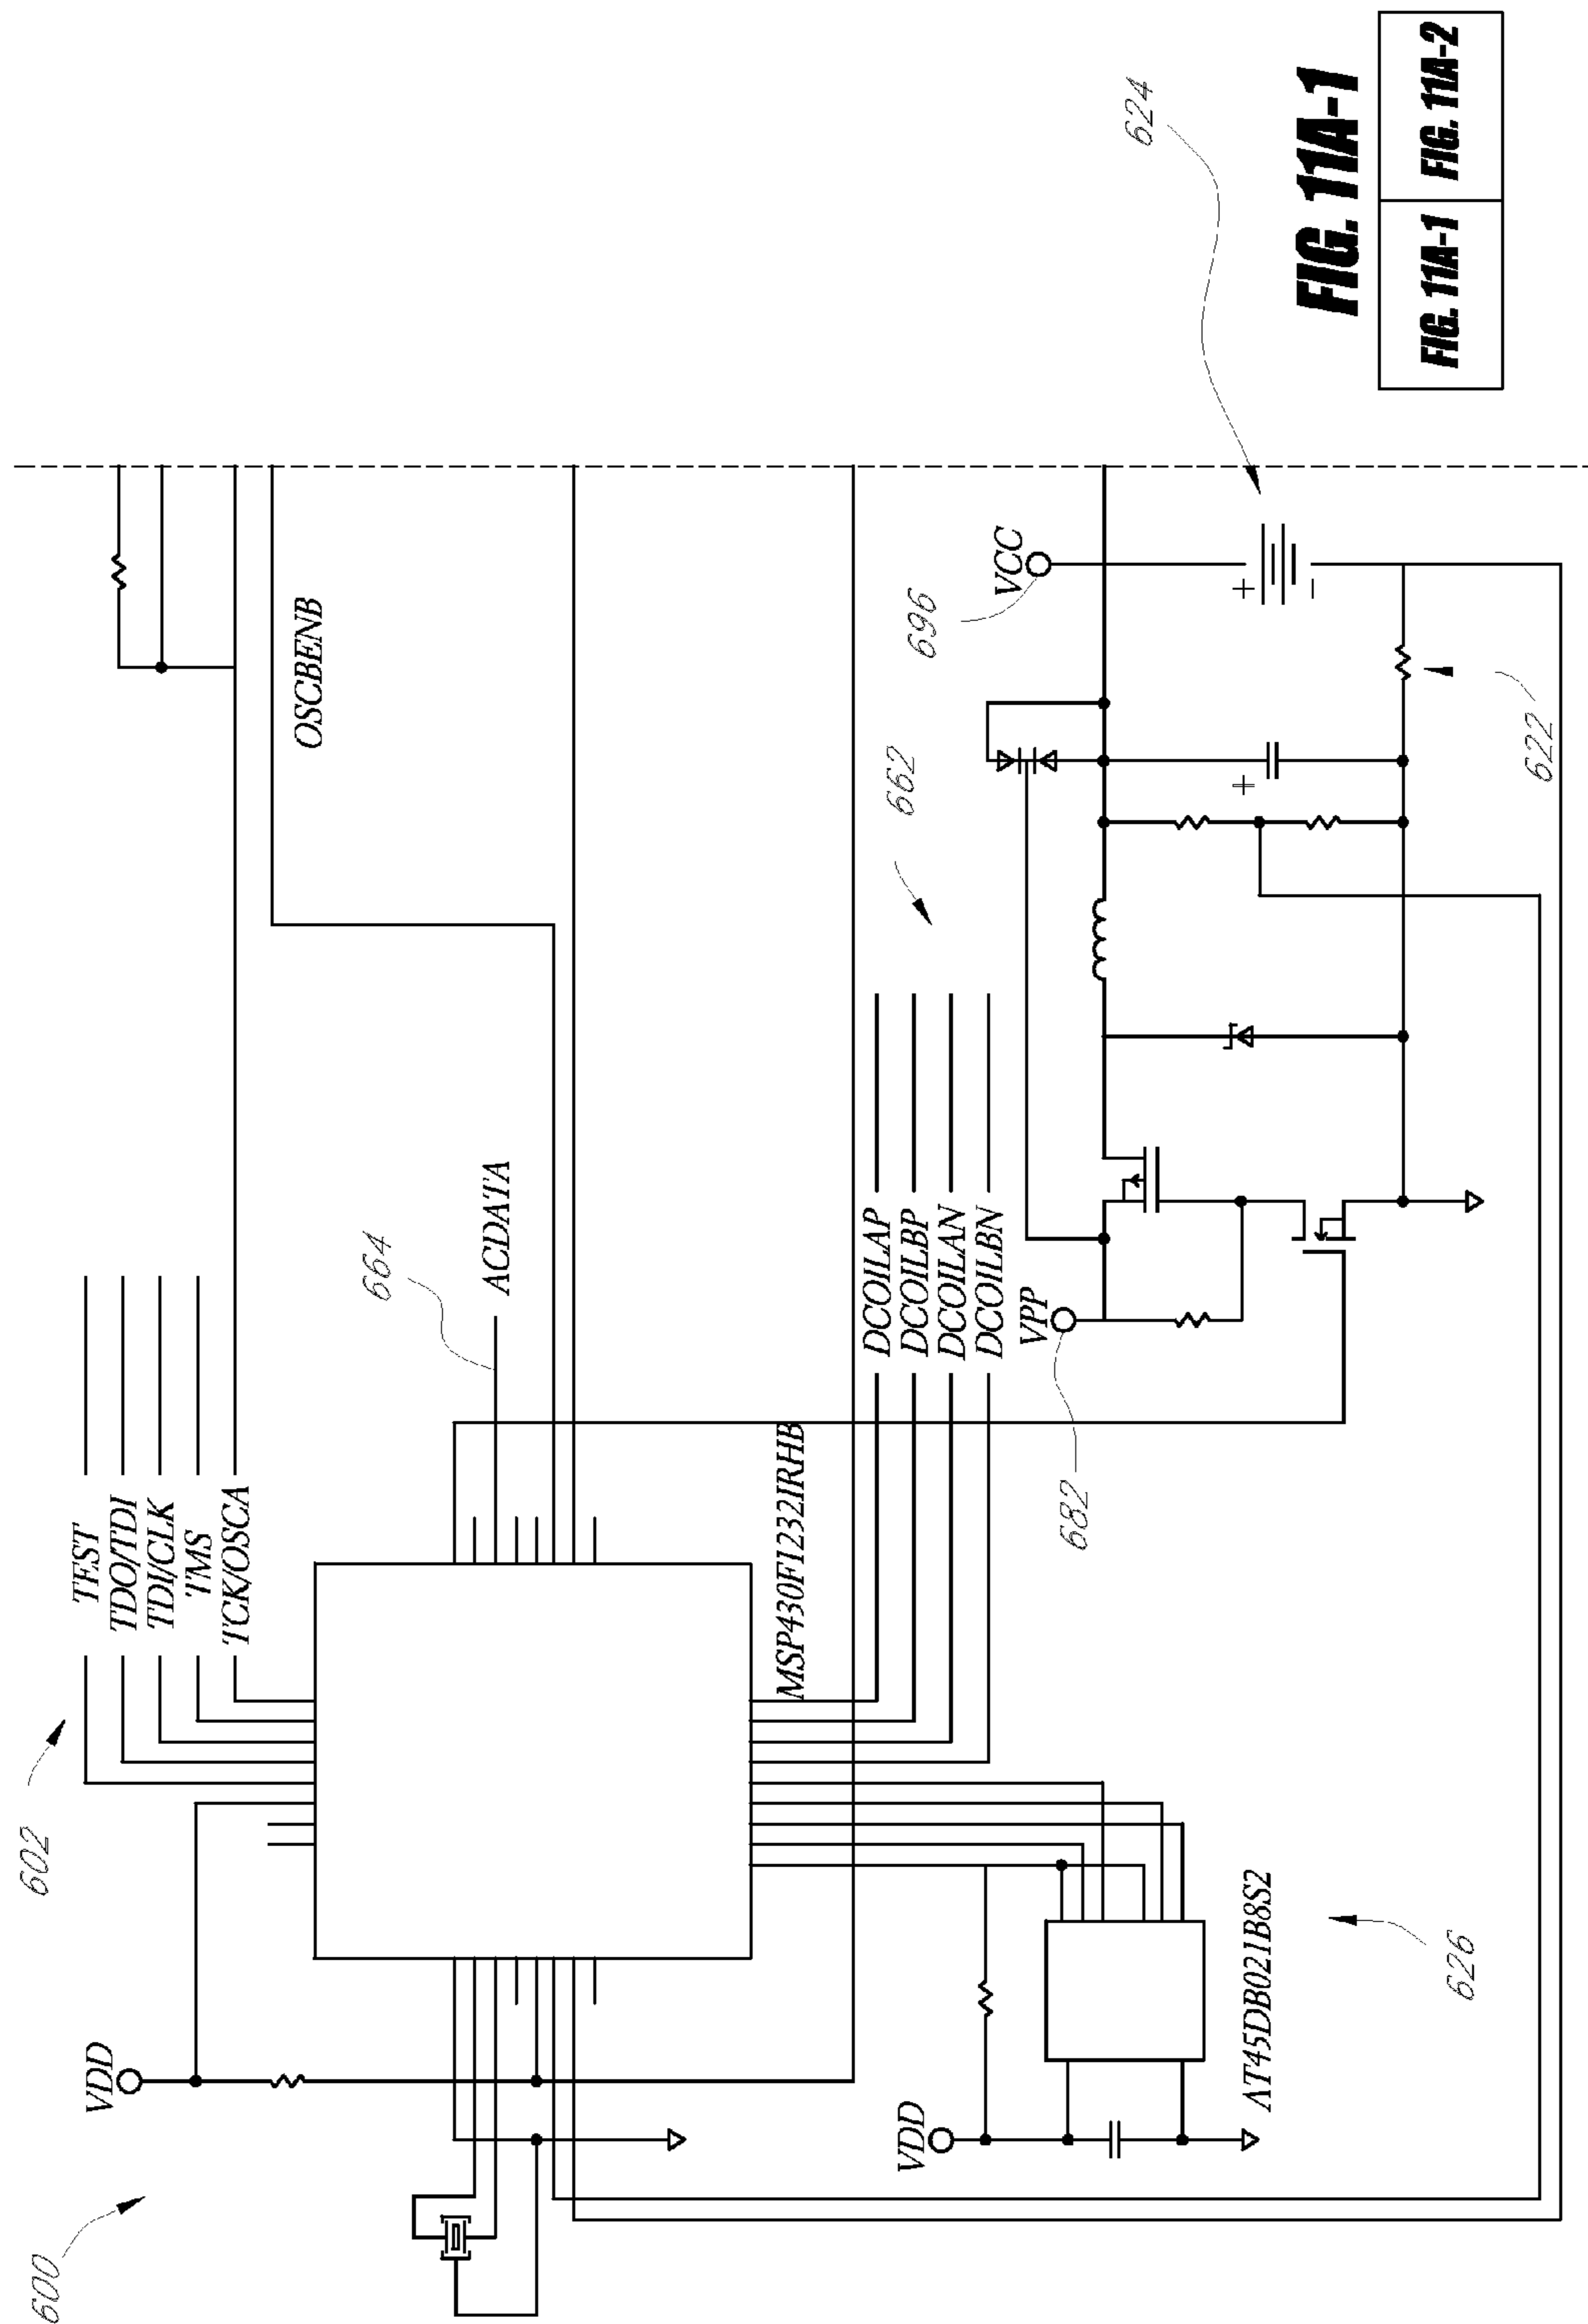 600
602
VDD
TEST
TDO/TDI
TDI/CLK
TMS
TCK/OSCA
OSCBENB
664
ACDATA
MSP430F1232IRHB
662
DCOILAP
DCOILBP
DCOILAN
DCOILBN
VDD
AT45DB021B8S2
626
682
VPP
696
VCC
+
+
-
622
624
FIG. 11A-1
FIG. 11A-1 FIG. 11A-2